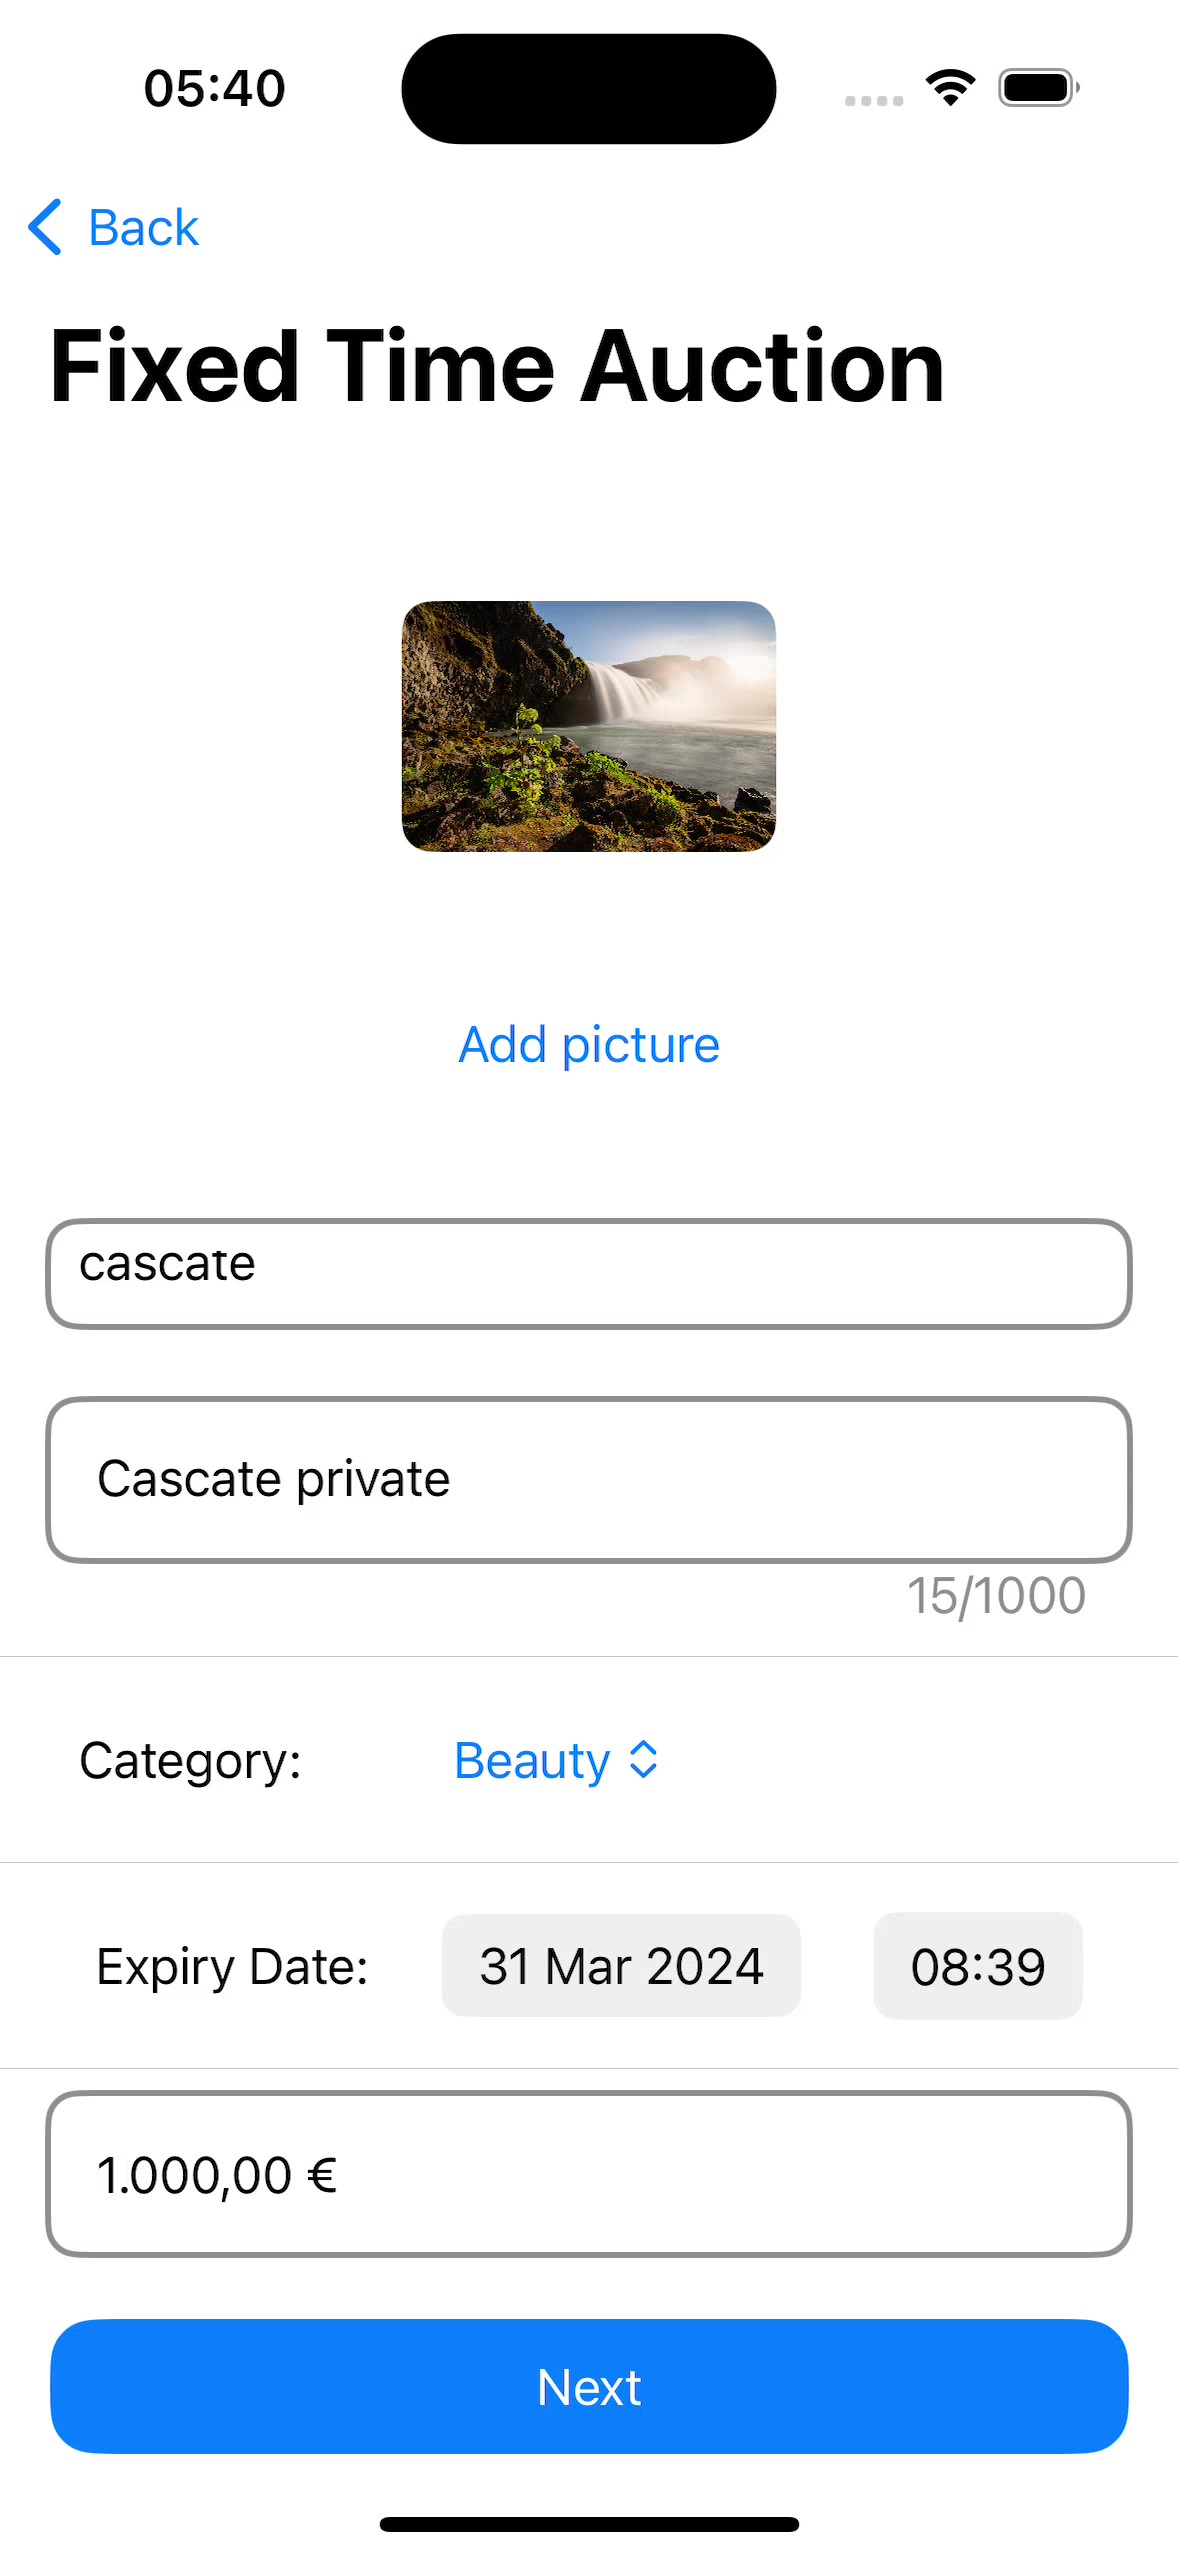 05:40
Back
Fixed Time Auction
Add picture
cascate
Cascate private
15/1000
Category: Beauty
Expiry Date: 31 Mar 2024 08:39
1.000,00 €
Next